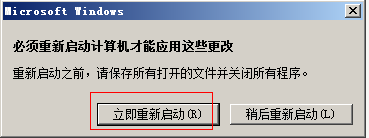 Microsoft Windows
必须重新启动计算机才能应用这些更改
重新启动之前，请保存所有打开的文件并关闭所有程序。
立即重新启动(R) 稍后重新启动(L)